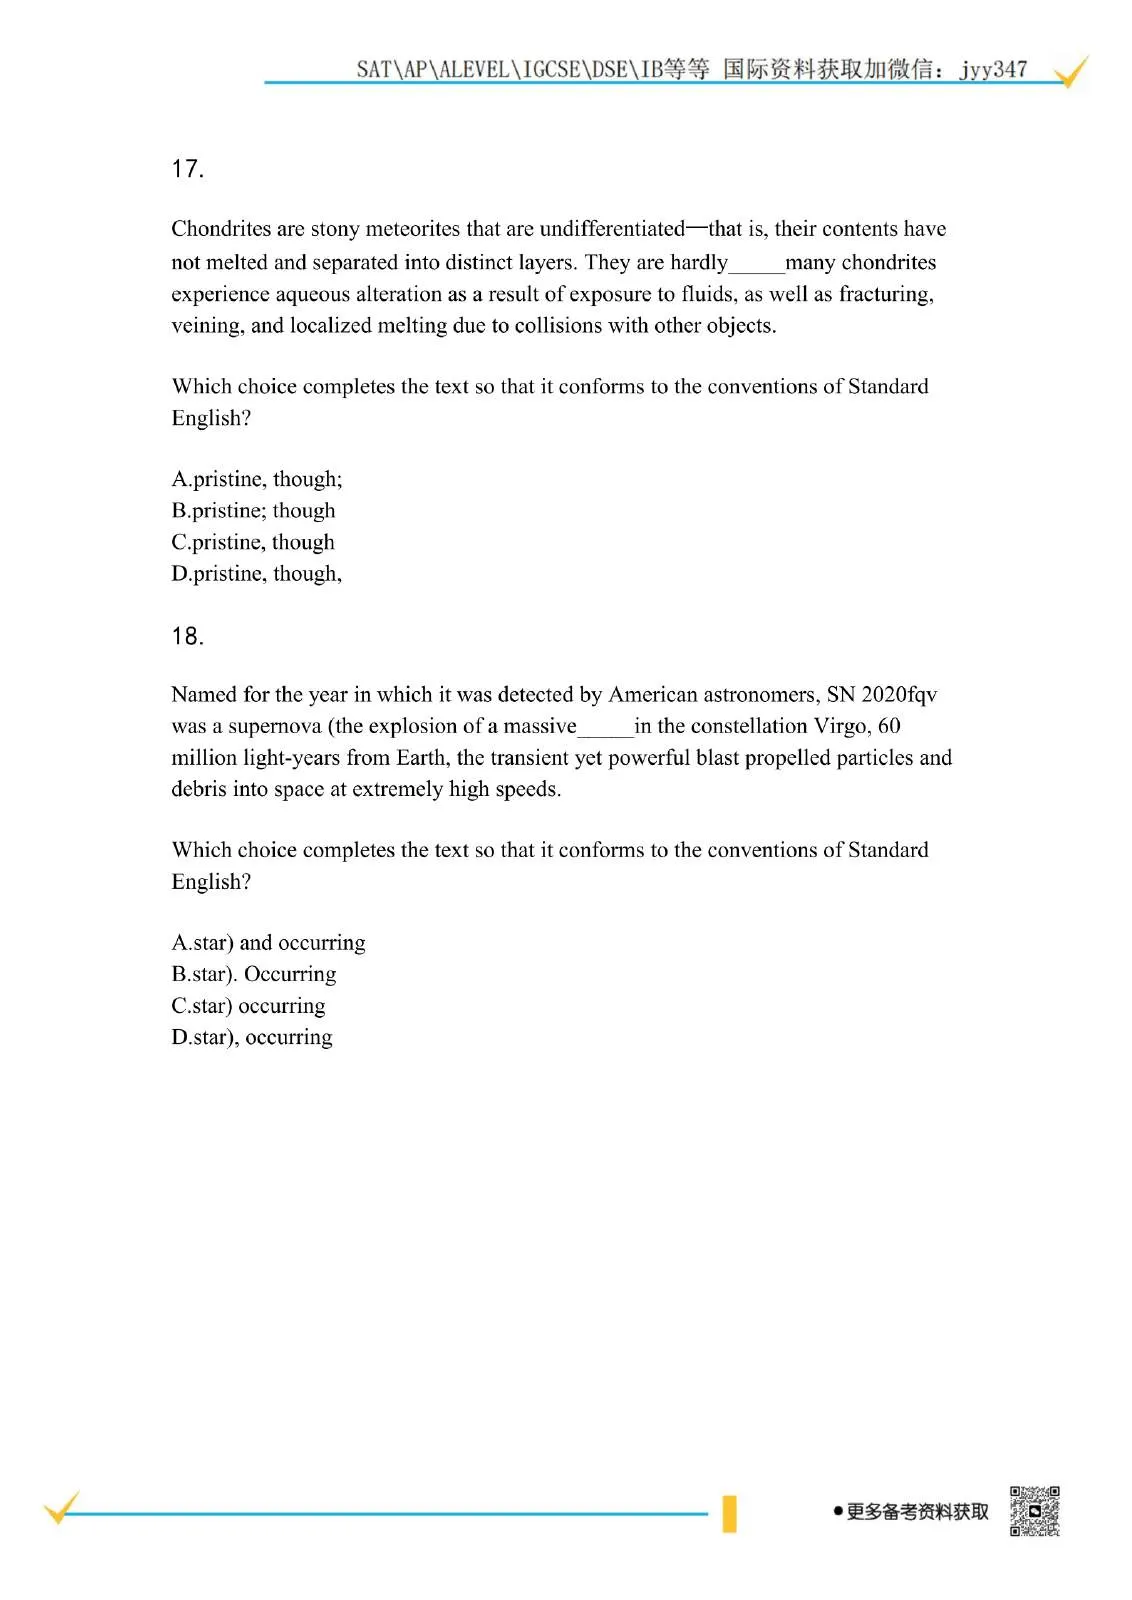 SAT\AP\ALEVEL\IGCSE\DSE\IB等等 国际资料获取加微信：jyy347
17.
Chondrites are stony meteorites that are undifferentiated—that is, their contents have
not melted and separated into distinct layers. They are hardly_____many chondrites
experience aqueous alteration as a result of exposure to fluids, as well as fracturing,
veining, and localized melting due to collisions with other objects.
Which choice completes the text so that it conforms to the conventions of Standard
English?
A.pristine, though;
B.pristine; though
C.pristine, though
D.pristine, though,
18.
Named for the year in which it was detected by American astronomers, SN 2020fqv
was a supernova (the explosion of a massive_____in the constellation Virgo, 60
million light-years from Earth, the transient yet powerful blast propelled particles and
debris into space at extremely high speeds.
Which choice completes the text so that it conforms to the conventions of Standard
English?
A.star) and occurring
B.star). Occurring
C.star) occurring
D.star), occurring
●更多备考资料获取